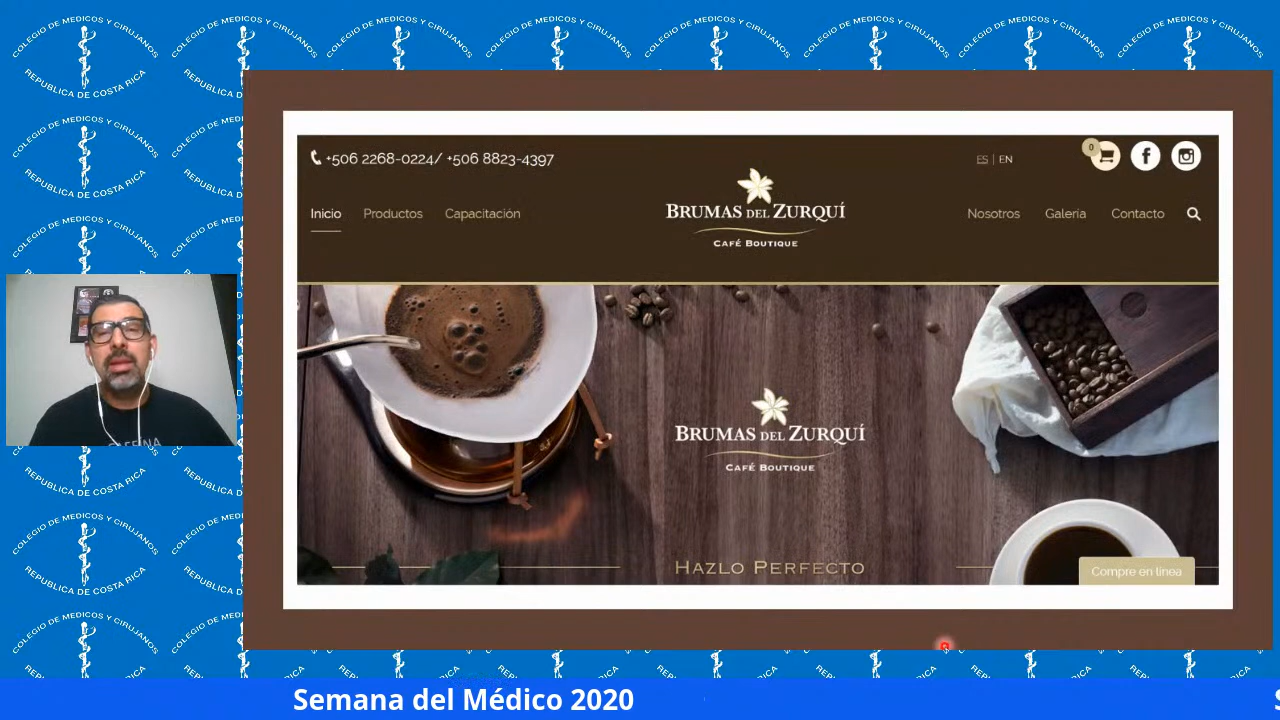 COLEGIO DE MEDICOS Y CIRUJANOS
REPUBLICA DE COSTA RICA
+506 2268-0224/ +506 8823-4397
ES | EN
0
Inicio
Productos
Capacitación
BRUMAS DEL ZURQUÍ
CAFÉ BOUTIQUE
Nosotros
Galería
Contacto
BRUMAS DEL ZURQUÍ
CAFÉ BOUTIQUE
HAZLO PERFECTO
Compre en línea
Semana del Médico 2020